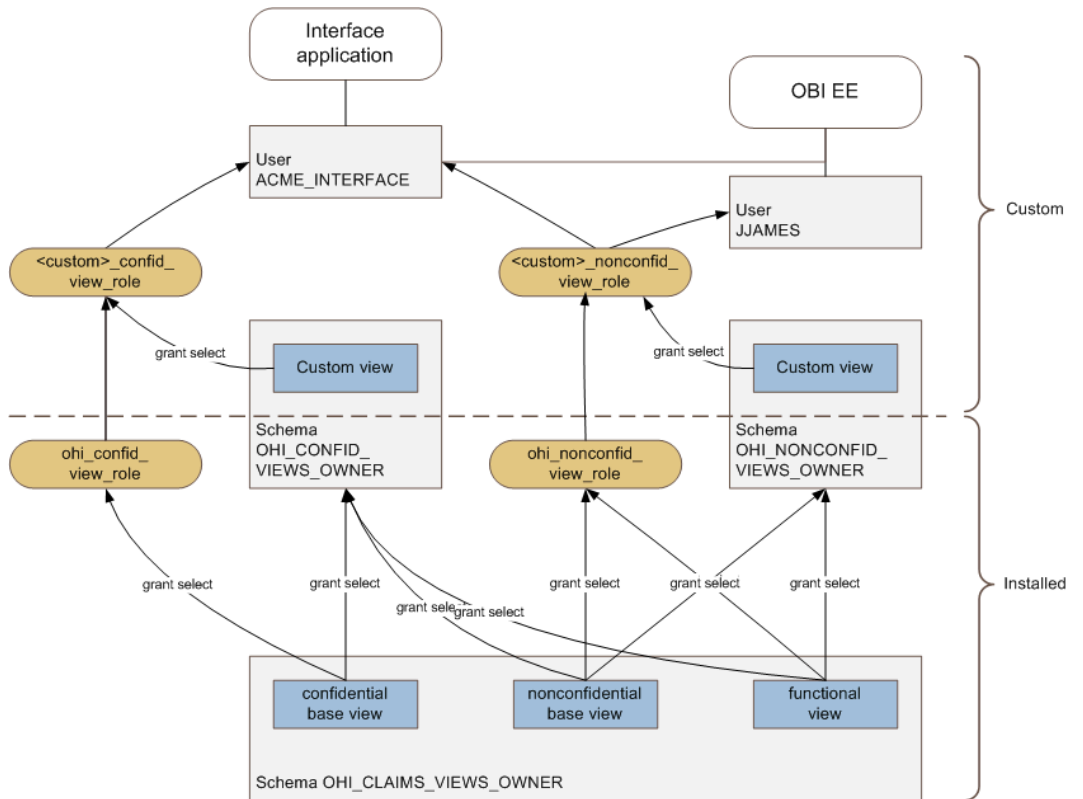 Interface
application
OBI EE
User
ACME_INTERFACE
User
JJAMES
Custom
<custom>_confid_
view_role
<custom>_nonconfid_
view_role
grant select
Custom view
grant select
Custom view
Schema
OHI_CONFID_
VIEWS_OWNER
Schema
OHI_NONCONFID_
VIEWS_OWNER
ohi_confid_
view_role
ohi_nonconfid_
view_role
grant select
grant select
grant select
grant select
grant select
Installed
grant select
grant select
confidential
base view
nonconfidential
base view
functional
view
Schema OHI_CLAIMS_VIEWS_OWNER